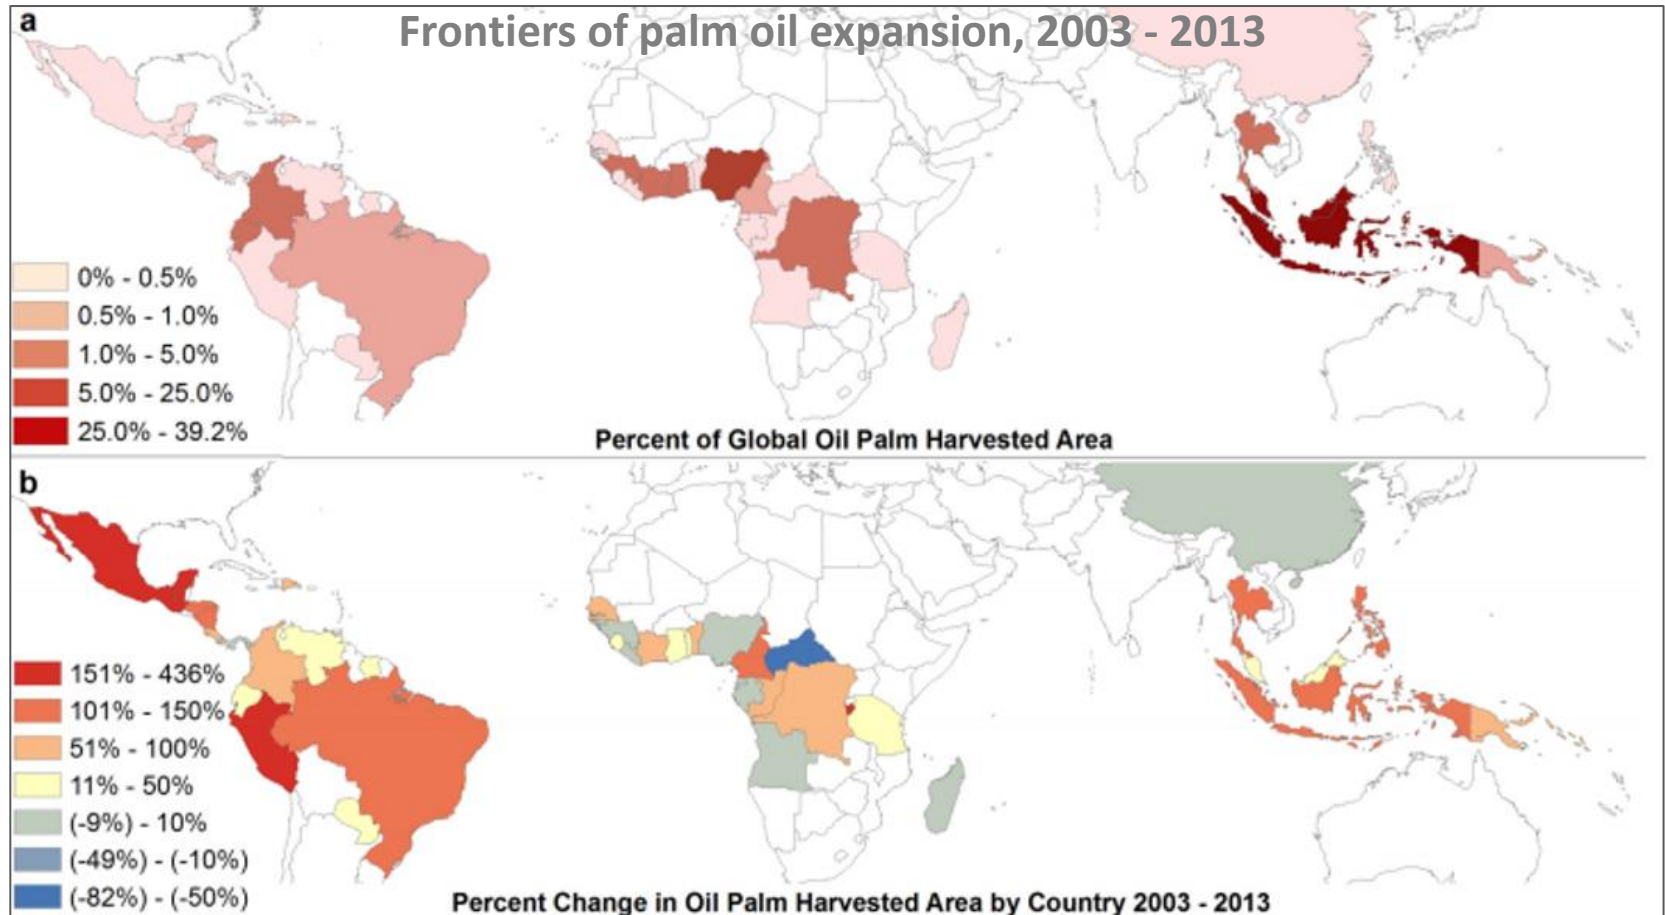 a
Frontiers of palm oil expansion, 2003 - 2013
0% - 0.5%
0.5% - 1.0%
1.0% - 5.0%
5.0% - 25.0%
25.0% - 39.2%
Percent of Global Oil Palm Harvested Area
b
151% - 436%
101% - 150%
51% - 100%
11% - 50%
(-9%) - 10%
(-49%) - (-10%)
(-82%) - (-50%)
Percent Change in Oil Palm Harvested Area by Country 2003 - 2013